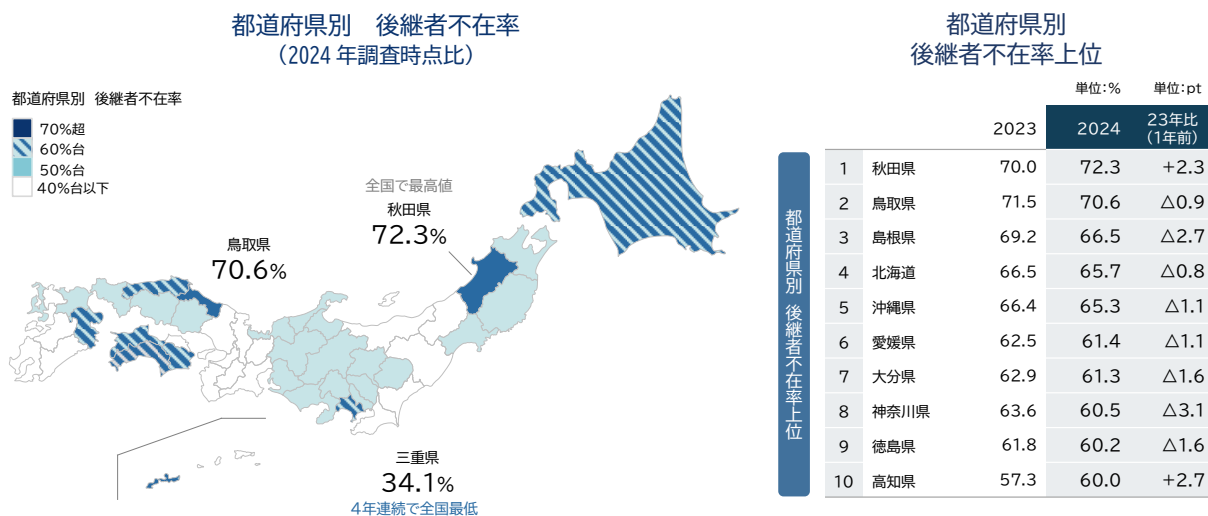 都道府県別　後継者不在率
（2024 年調査時点比）
都道府県別 後継者不在率
70%超
60%台
50%台
40%台以下
全国で最高値
秋田県
72.3%
鳥取県
70.6%
三重県
34.1%
4年連続で全国最低
都道府県別
後継者不在率上位
単位：% 単位：pt
2023 2024 23年比
（1年前）
都道府県別 後継者不在率上位
1 秋田県 70.0 72.3 +2.3
2 鳥取県 71.5 70.6 △0.9
3 島根県 69.2 66.5 △2.7
4 北海道 66.5 65.7 △0.8
5 沖縄県 66.4 65.3 △1.1
6 愛媛県 62.5 61.4 △1.1
7 大分県 62.9 61.3 △1.6
8 神奈川県 63.6 60.5 △3.1
9 徳島県 61.8 60.2 △1.6
10 高知県 57.3 60.0 +2.7